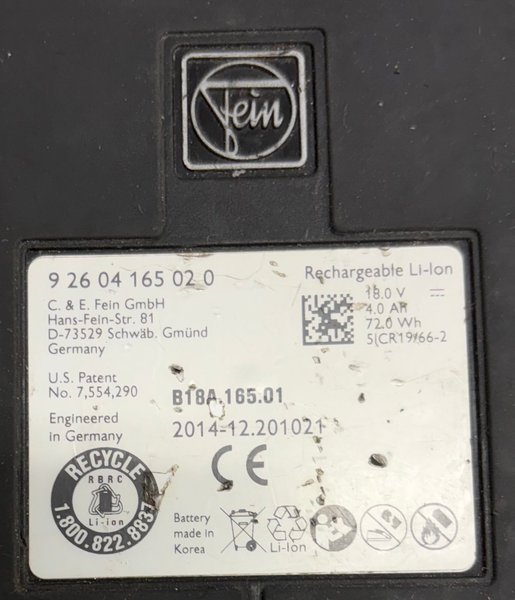 Fein
9 26 04 165 02 0
Rechargeable Li-Ion
18.0 V ⎓
4.0 Ah
72.0 Wh
5(CR19/66-2
C. & E. Fein GmbH
Hans-Fein-Str. 81
D-73529 Schwäb. Gmünd
Germany
U.S. Patent
No. 7,554,290
B18A.165.01
Engineered
in Germany
2014-12.201021
CE
RECYCLE
RBRC
Li-ion
1.800.822.8837
Battery
made in
Korea
Li-Ion